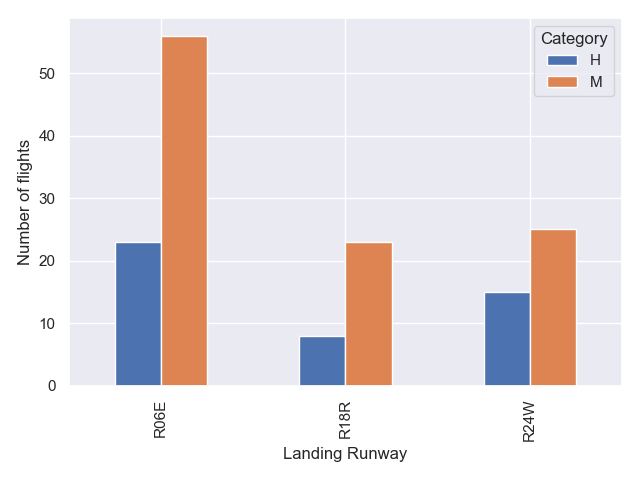 Category
H
M
50
40
30
20
10
0
Number of flights
R06E
R18R
R24W
Landing Runway